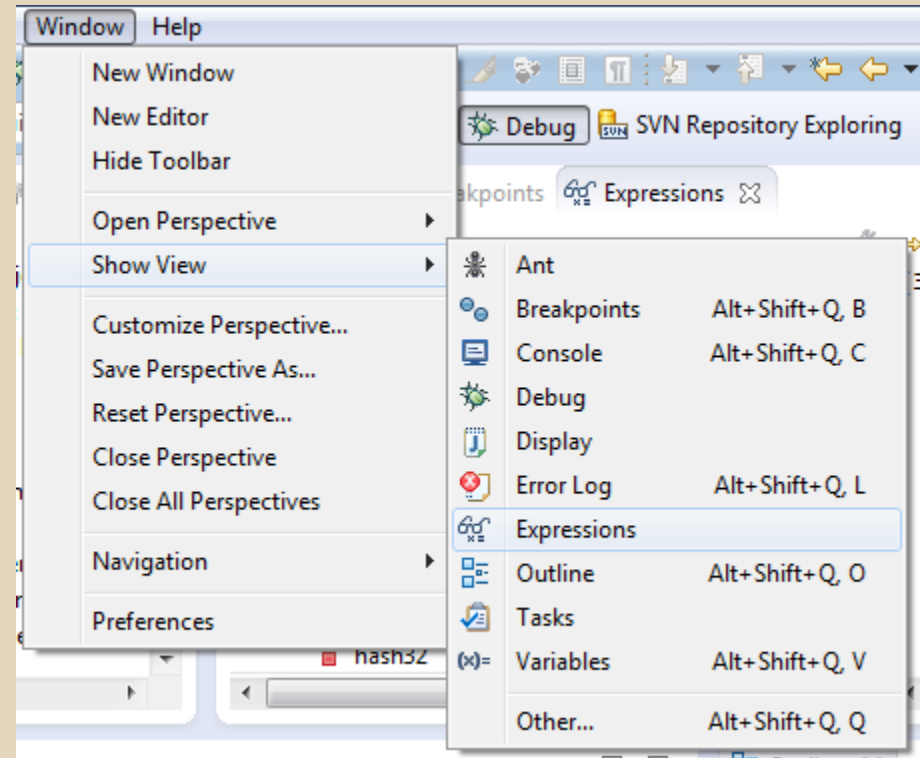 Window Help
New Window
New Editor
Hide Toolbar
Debug SVN Repository Exploring
Expressions
Open Perspective
Show View
Customize Perspective...
Save Perspective As...
Reset Perspective...
Close Perspective
Close All Perspectives
Navigation
Preferences
Ant
Breakpoints Alt+Shift+Q, B
Console Alt+Shift+Q, C
Debug
Display
Error Log Alt+Shift+Q, L
Expressions
Outline Alt+Shift+Q, O
Tasks
Variables Alt+Shift+Q, V
Other... Alt+Shift+Q, Q
hash32